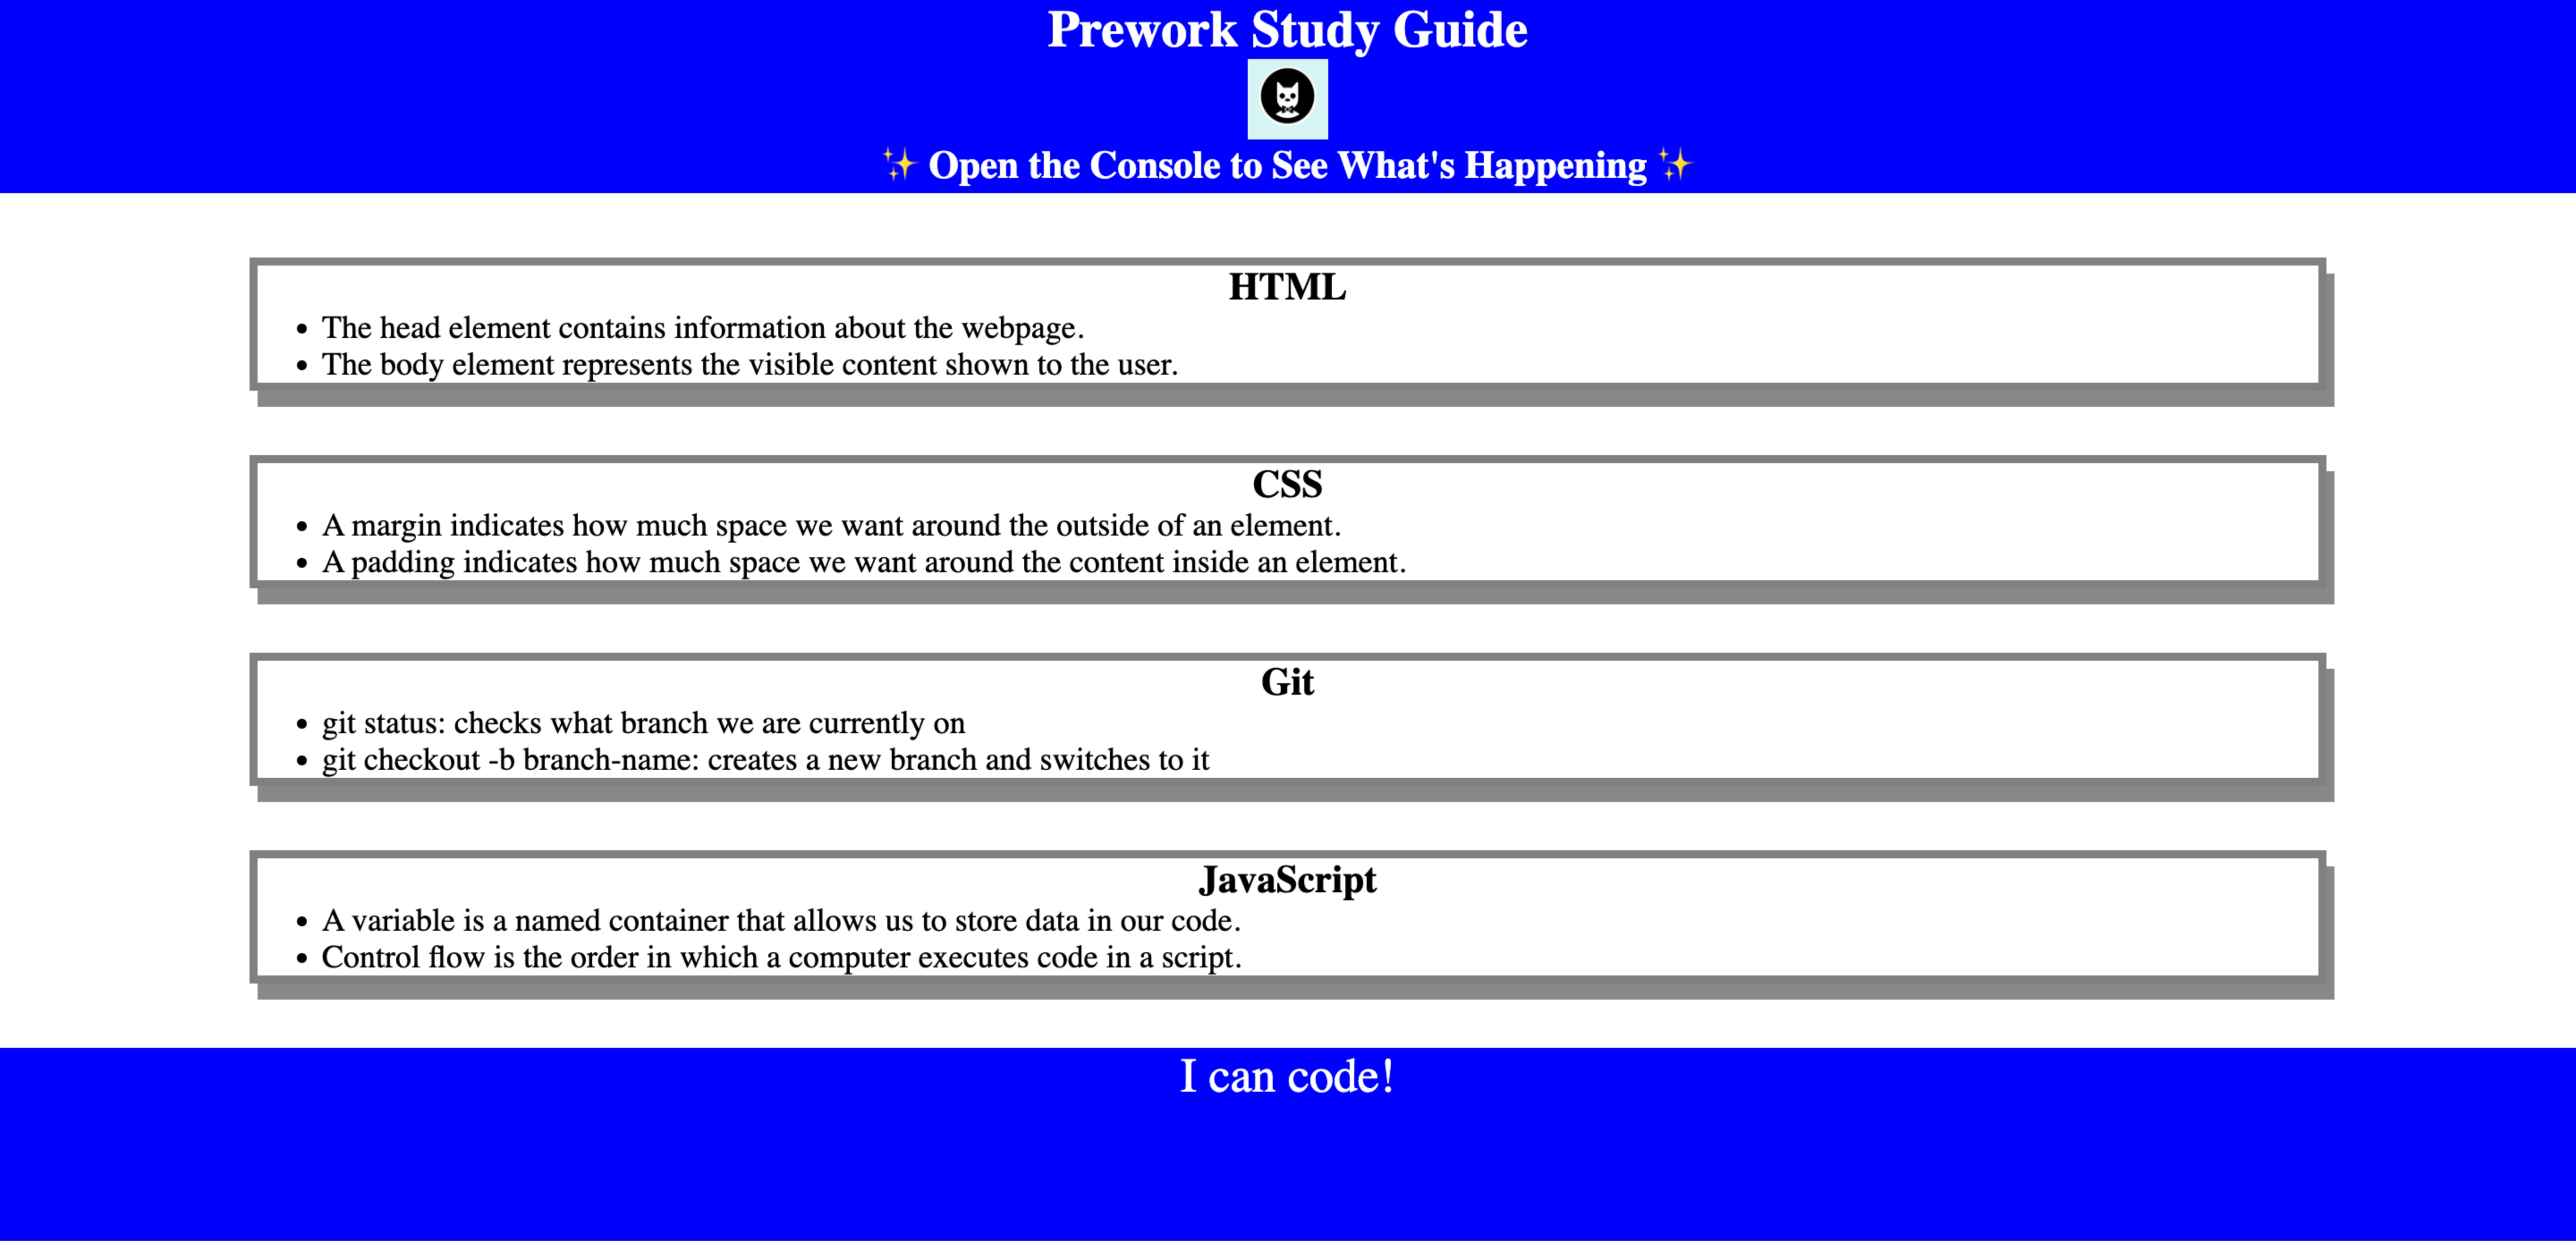 Prework Study Guide
✨ Open the Console to See What's Happening ✨
HTML
• The head element contains information about the webpage.
• The body element represents the visible content shown to the user.
CSS
• A margin indicates how much space we want around the outside of an element.
• A padding indicates how much space we want around the content inside an element.
Git
• git status: checks what branch we are currently on
• git checkout -b branch-name: creates a new branch and switches to it
JavaScript
• A variable is a named container that allows us to store data in our code.
• Control flow is the order in which a computer executes code in a script.
I can code!